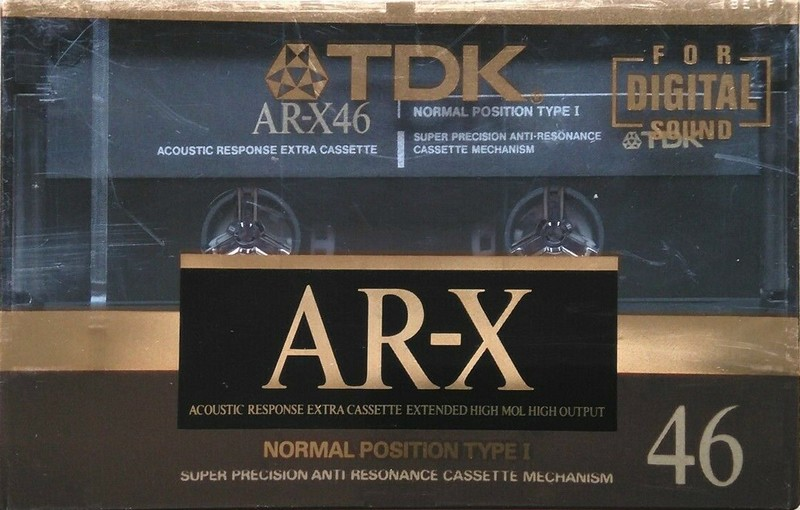 TDK®
AR-X46
NORMAL POSITION TYPE I
ACOUSTIC RESPONSE EXTRA CASSETTE
SUPER PRECISION ANTI-RESONANCE
CASSETTE MECHANISM
FOR
DIGITAL
SOUND
TDK
AR-X
ACOUSTIC RESPONSE EXTRA CASSETTE EXTENDED HIGH MOL HIGH OUTPUT
46
NORMAL POSITION TYPE I
SUPER PRECISION ANTI RESONANCE CASSETTE MECHANISM